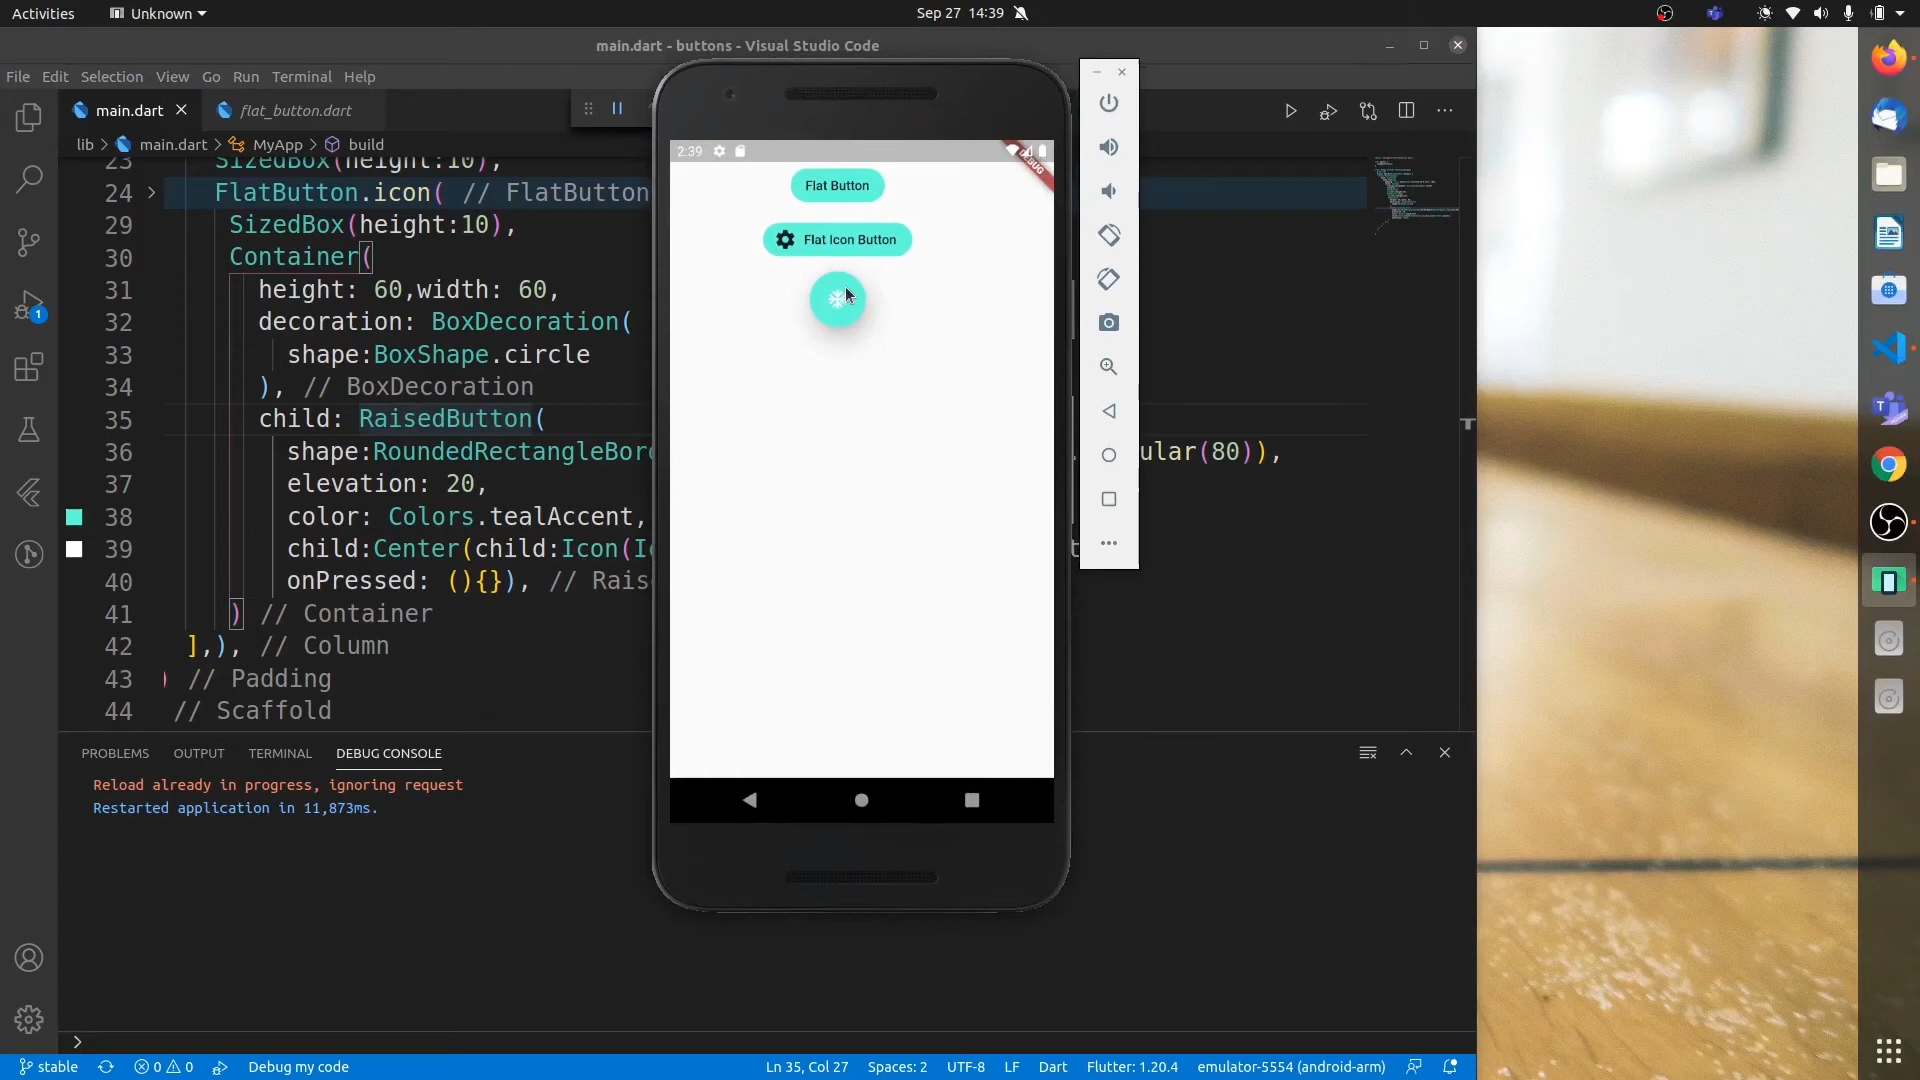 Activities
Unknown
Sep 27 14:39
main.dart - buttons - Visual Studio Code
File Edit Selection View Go Run Terminal Help
main.dart
flat_button.dart
lib > main.dart > MyApp > build
23 SizedBox(height:10),
24 FlatButton.icon( // FlatButton
29 SizedBox(height:10),
30 Container(
31 height: 60,width: 60,
32 decoration: BoxDecoration(
33 shape:BoxShape.circle
34 ), // BoxDecoration
35 child: RaisedButton(
36 shape:RoundedRectangleBor
ular(80)),
37 elevation: 20,
38 color: Colors.tealAccent,
39 child:Center(child:Icon(I
40 onPressed: (){}), // Rais
41 ) // Container
42 ],), // Column
43 ) // Padding
44 // Scaffold
2:39
DEBUG
Flat Button
Flat Icon Button
PROBLEMS OUTPUT TERMINAL DEBUG CONSOLE
Reload already in progress, ignoring request
Restarted application in 11,873ms.
>
stable
0 0
Debug my code
Ln 35, Col 27
Spaces: 2
UTF-8
LF
Dart
Flutter: 1.20.4
emulator-5554 (android-arm)
1